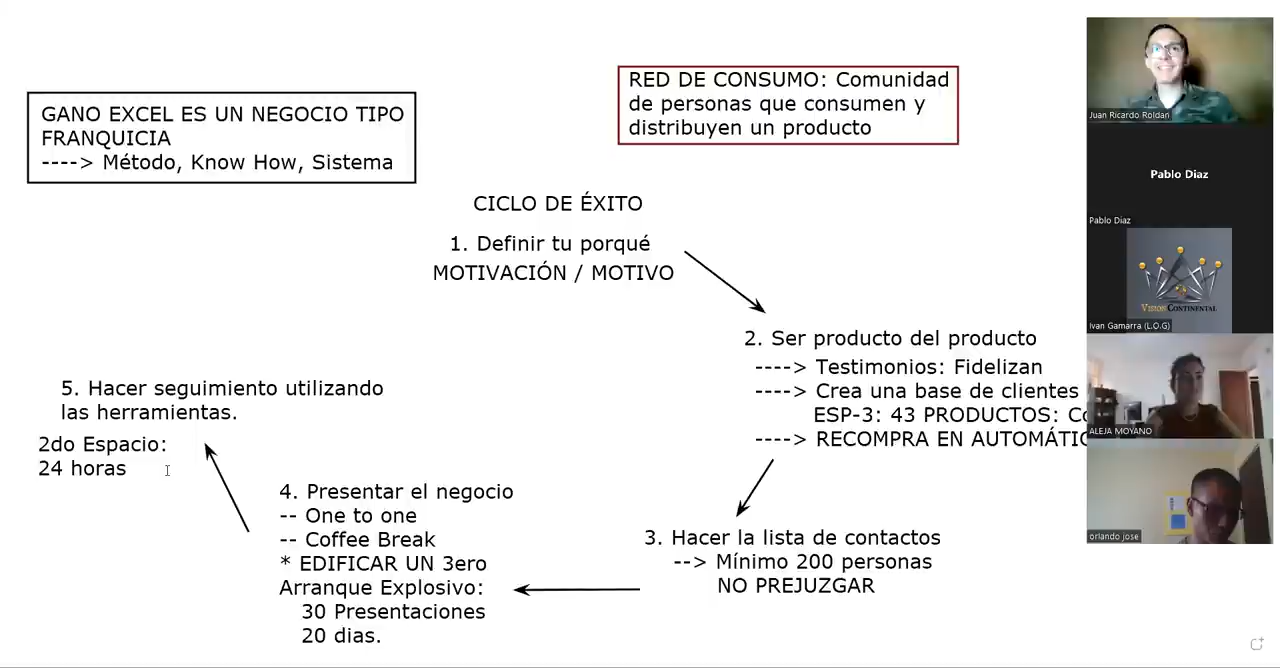 GANO EXCEL ES UN NEGOCIO TIPO
FRANQUICIA
----> Método, Know How, Sistema
RED DE CONSUMO: Comunidad
de personas que consumen y
distribuyen un producto
CICLO DE ÉXITO
1. Definir tu porqué
MOTIVACIÓN / MOTIVO
2. Ser producto del producto
----> Testimonios: Fidelizan
----> Crea una base de clientes
ESP-3: 43 PRODUCTOS:
----> RECOMPRA EN
3. Hacer la lista de contactos
--> Mínimo 200 personas
NO PREJUZGAR
4. Presentar el negocio
-- One to one
-- Coffee Break
* EDIFICAR UN 3ero
Arranque Explosivo:
30 Presentaciones
20 dias.
5. Hacer seguimiento utilizando
las herramientas.
2do Espacio:
24 horas
Juan Ricardo Roldan
Pablo Diaz
Pablo Diaz
VISION CONTINENTAL
Ivan Gamarra (L.O.G)
ALEJA MOYANO
orlando jose